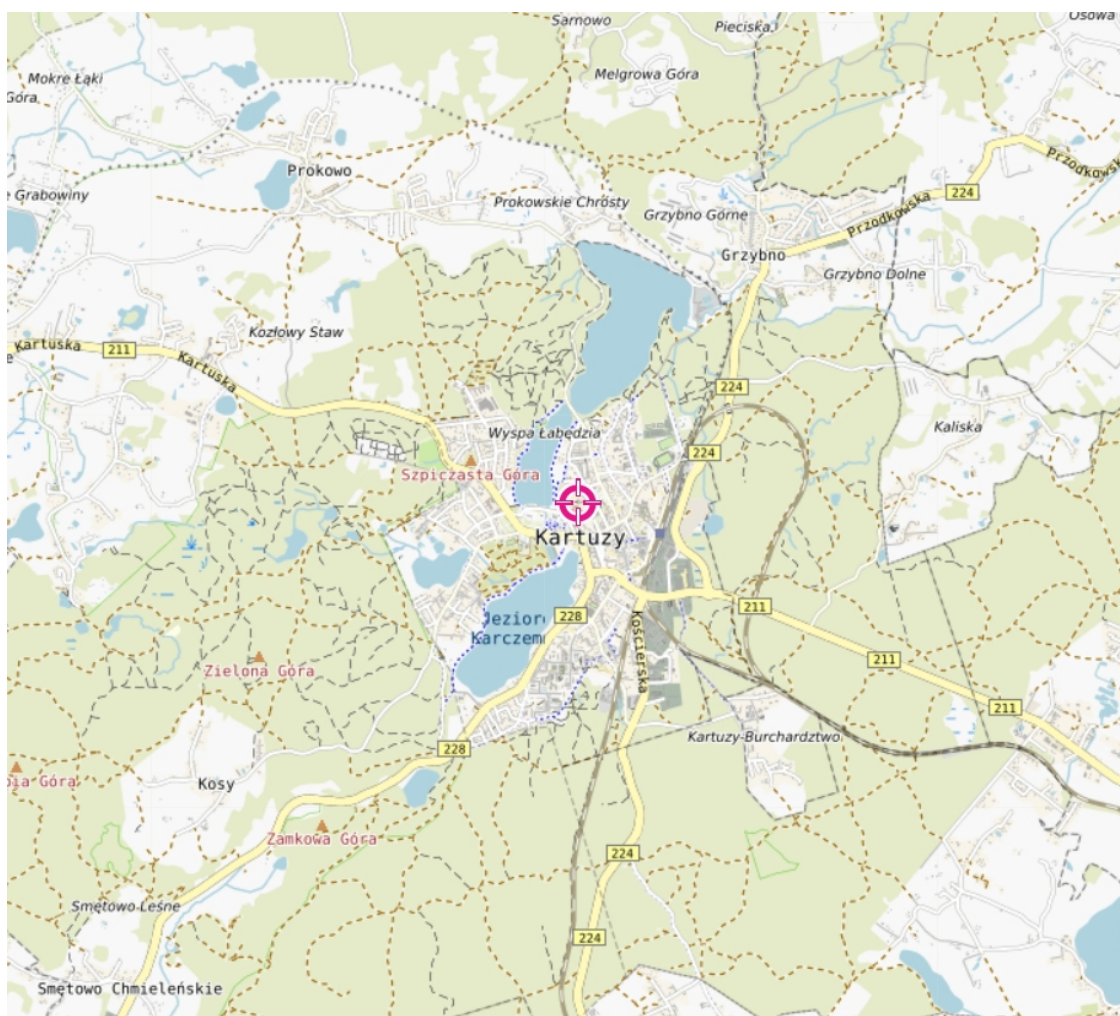 Sarnowo
Pieciska
Osowa
Mokre Łąki
Góra
Melgrowa Góra
Prokowo
Przodkowska
224
Grabowiny
Prokowskie Chrósty
Grzybno Górne
Przodkowska
Grzybno
Grzybno Dolne
Kozłowy Staw
Kartuska
211
Kartuska
224
Kaliska
Wyspa Łabędzia
224
Szpiczasta Góra
Kartuzy
211
228
Jezioro
Karczem
Kościerska
211
Zielona Góra
211
Kartuzy-Burchardztwo
228
Kosy
Góra
Zamkowa Góra
224
Smętowo Leśne
224
Smętowo Chmieleńskie